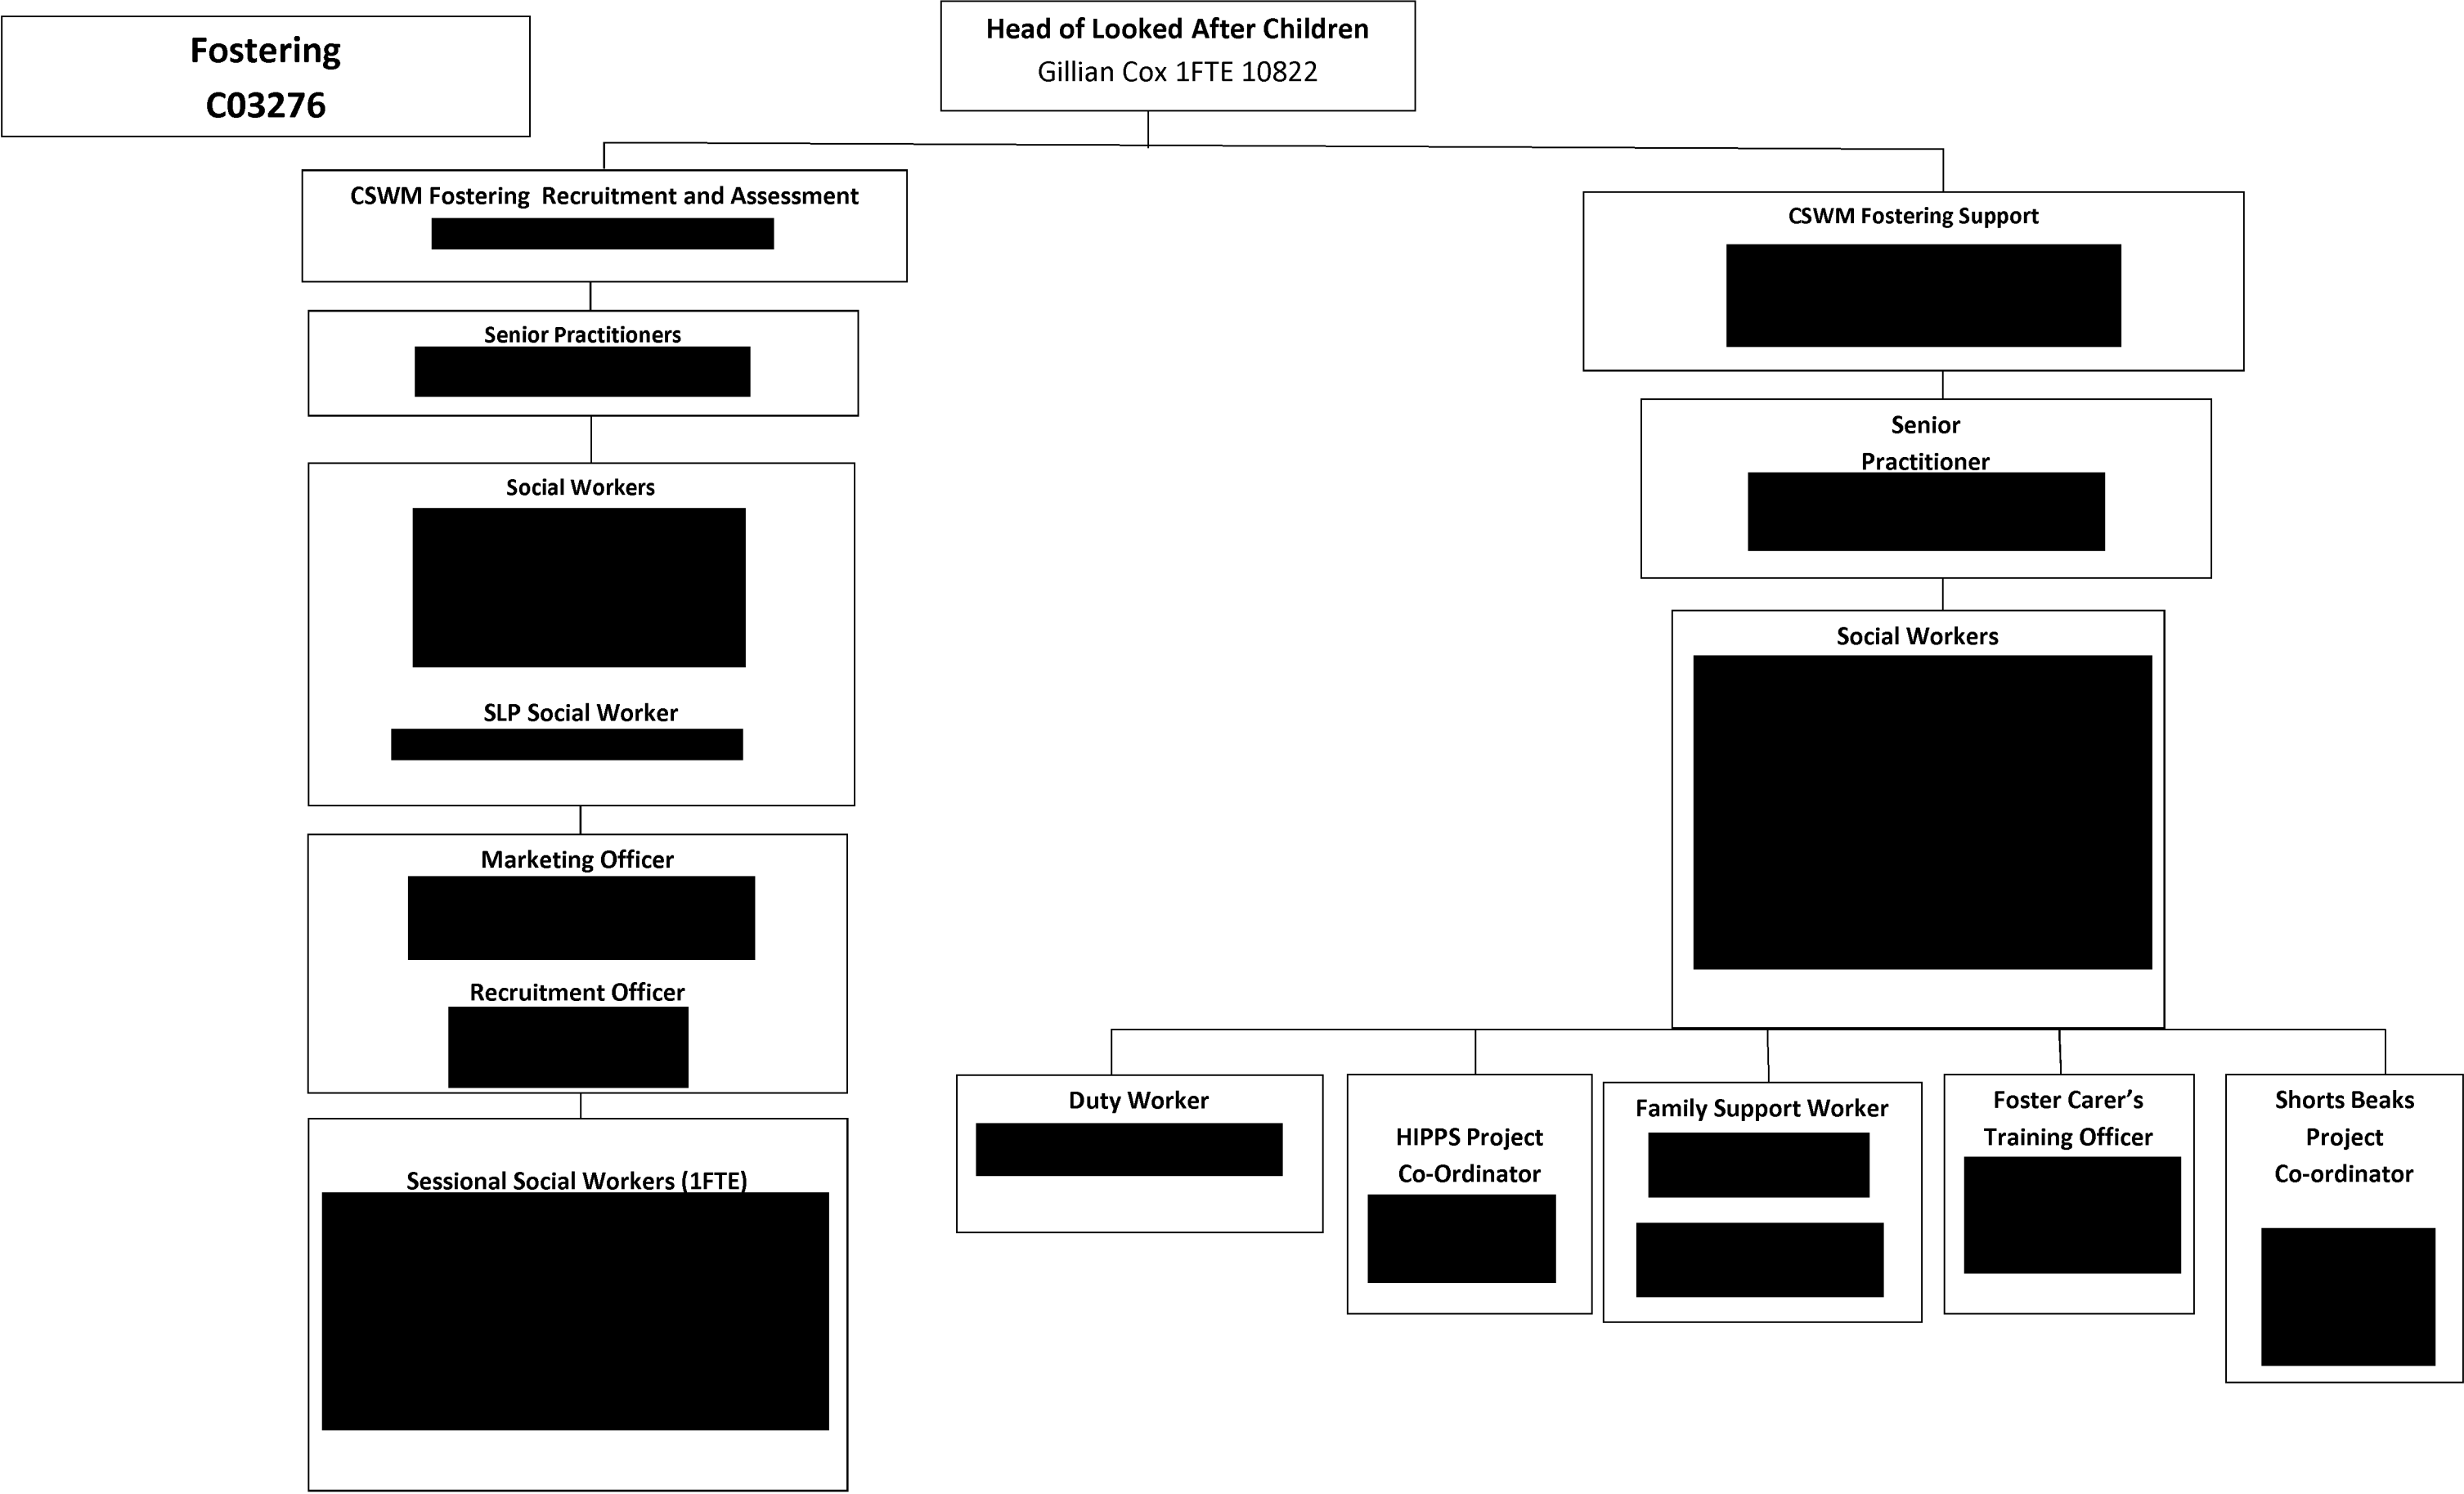 Fostering
C03276
Head of Looked After Children
Gillian Cox 1FTE 10822
CSWM Fostering  Recruitment and Assessment
Senior Practitioners
Social Workers
SLP Social Worker
Marketing Officer
Recruitment Officer
Sessional Social Workers (1FTE)
CSWM Fostering Support
Senior
Practitioner
Social Workers
Duty Worker
HIPPS Project
Co-Ordinator
Family Support Worker
Foster Carer’s
Training Officer
Shorts Beaks
Project
Co-ordinator